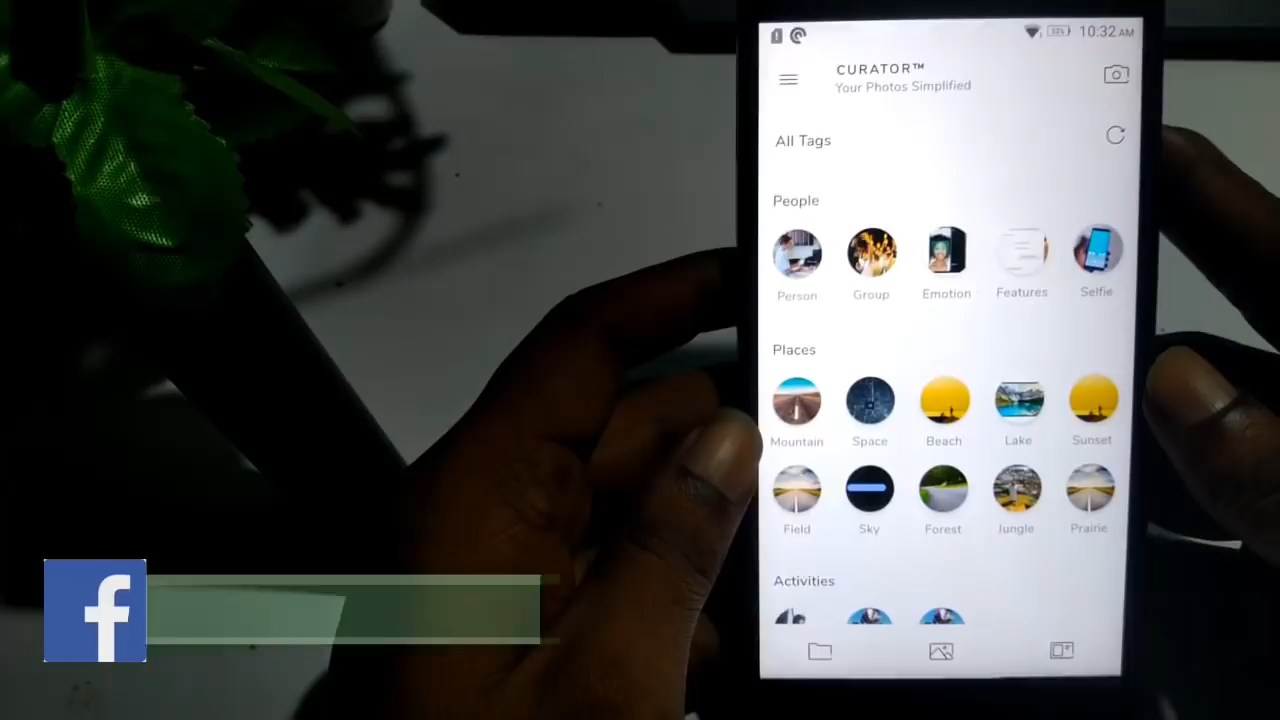 10:32 AM
CURATOR™
Your Photos Simplified
All Tags
People
Person Group Emotion Features Selfie
Places
Mountain Space Beach Lake Sunset
Field Sky Forest Jungle Prairie
Activities
f